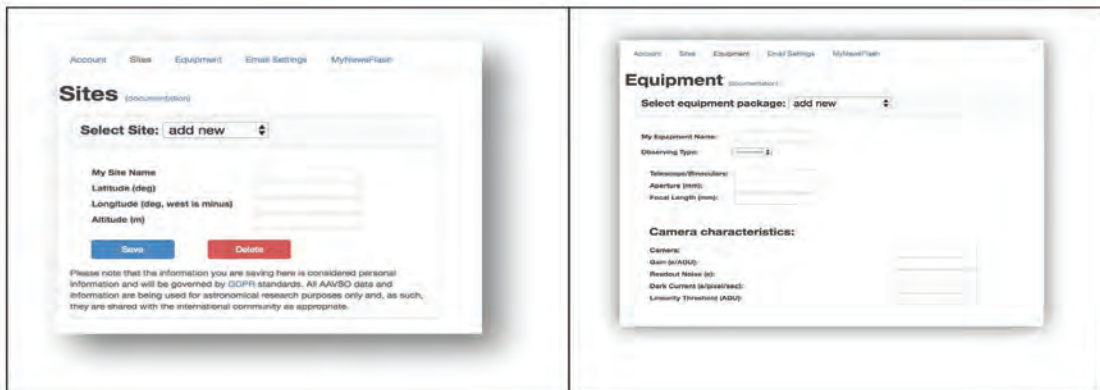 Account Sites Equipment Email Settings MyNewsFlash
Sites (documentation)
Select Site: add new
My Site Name
Latitude (deg)
Longitude (deg, west is minus)
Altitude (m)
Save Delete
Please note that the information you are saving here is considered personal
information and will be governed by GDPR standards. All AAVSO data and
information are being used for astronomical research purposes only and, as such,
they are shared with the international community as appropriate.
Account Sites Equipment Email Settings MyNewsFlash
Equipment (documentation)
Select equipment package: add new
My Equipment Name:
Observing Type: --------
Telescope/Binoculars:
Aperture (mm):
Focal Length (mm):
Camera characteristics:
Camera:
Gain (e/ADU):
Readout Noise (e):
Dark Current (e/pixel/sec):
Linearity Threshold (ADU):